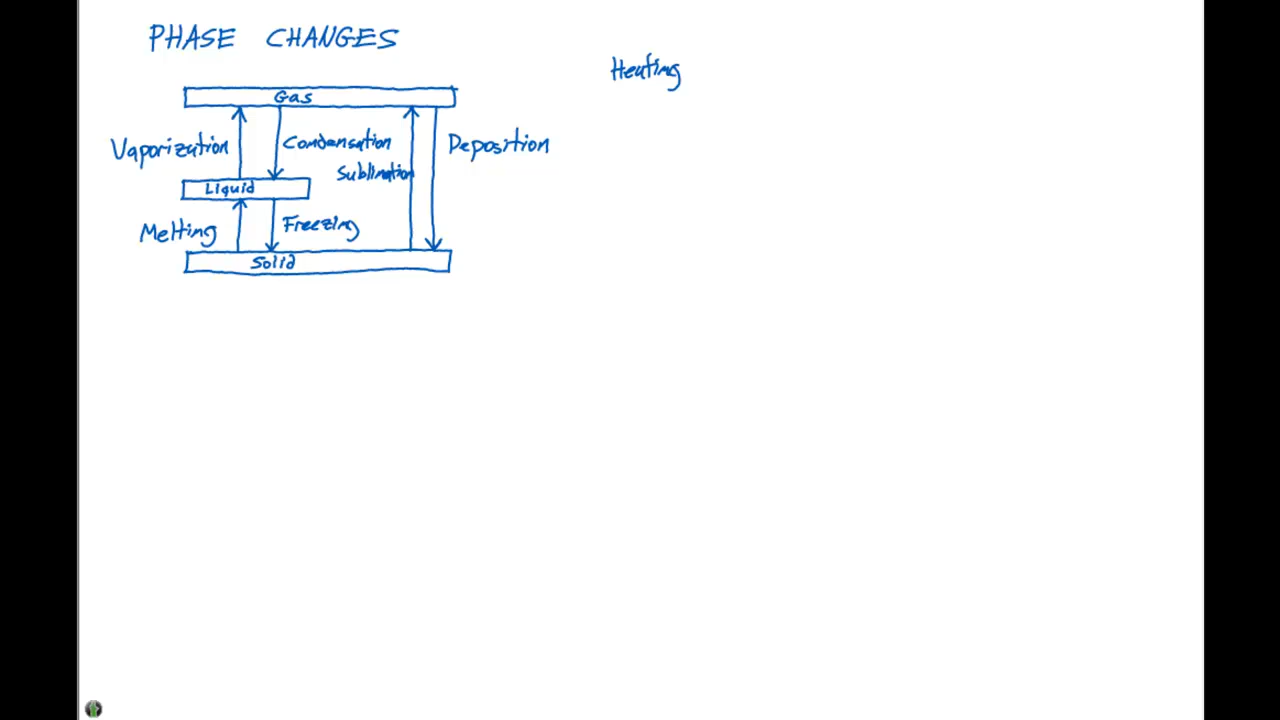 PHASE CHANGES
Heating
Gas
Vaporization
Condensation
Deposition
Sublimation
Liquid
Melting
Freezing
Solid